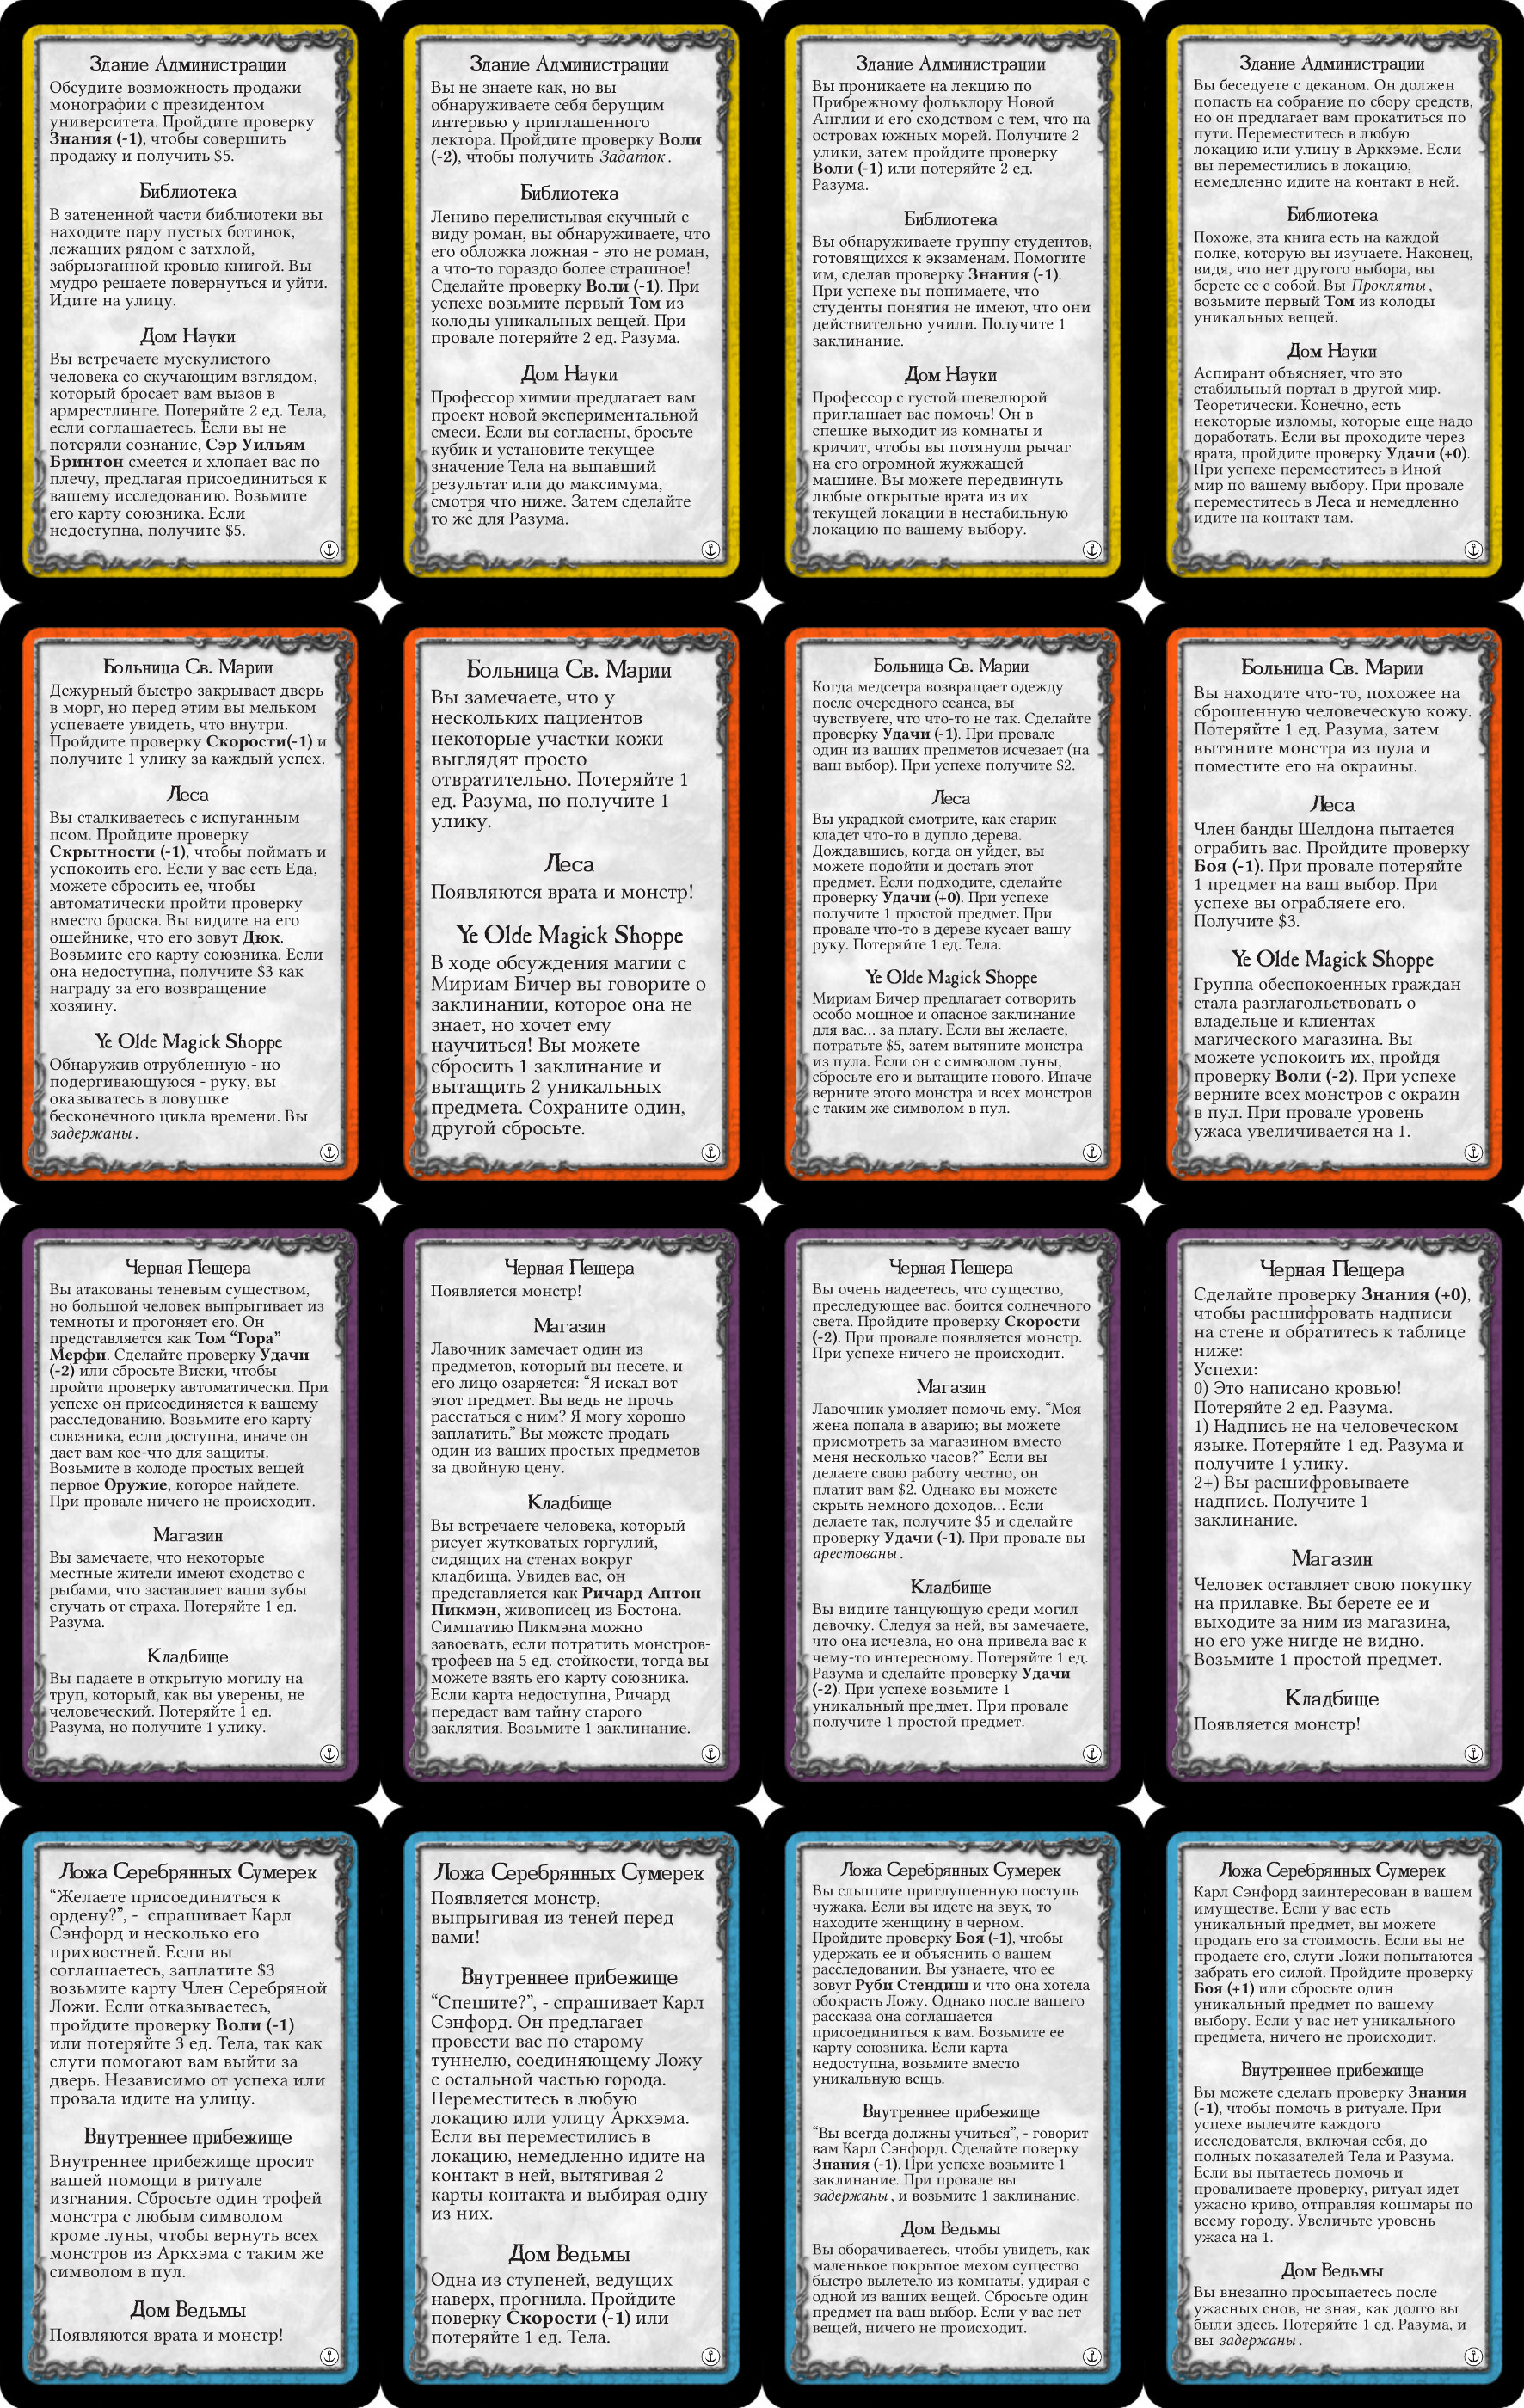 Здание Администрации
Обсудите возможность продажи
монографии с президентом
университета. Пройдите проверку
Знания (-1), чтобы совершить
продажу и получить $5.
Библиотека
В затененной части библиотеки вы
находите пару пустых ботинок,
лежащих рядом с затхлой,
забрызганной кровью книгой. Вы
мудро решаете повернуться и уйти.
Идите на улицу.
Дом Науки
Вы встречаете мускулистого
человека со скучающим взглядом,
который бросает вам вызов в
армрестлинге. Потеряйте 2 ед. Тела,
если соглашаетесь. Если вы не
потеряли сознание, Сэр Уильям
Бринтон смеется и хлопает вас по
плечу, предлагая присоединиться к
вашему исследованию. Возьмите
его карту союзника. Если
недоступна, получите $5.
Здание Администрации
Вы не знаете как, но вы
обнаруживаете себя берущим
интервью у приглашенного
лектора. Пройдите проверку Воли
(-2), чтобы получить Задаток .
Библиотека
Лениво перелистывая скучный с
виду роман, вы обнаруживаете, что
его обложка ложная - это не роман,
а что-то гораздо более страшное!
Сделайте проверку Воли (-1). При
успехе возьмите первый Том из
колоды уникальных вещей. При
провале потеряйте 2 ед. Разума.
Дом Науки
Профессор химии предлагает вам
проект новой экспериментальной
смеси. Если вы согласны, бросьте
кубик и установите текущее
значение Тела на выпавший
результат или до максимума,
смотря что ниже. Затем сделайте
то же для Разума.
Здание Администрации
Вы проникаете на лекцию по
Прибрежному фольклору Новой
Англии и его сходством с тем, что на
островах южных морей. Получите 2
улики, затем пройдите проверку
Воли (-1) или потеряйте 2 ед.
Разума.
Библиотека
Вы обнаруживаете группу студентов,
готовящихся к экзаменам. Помогите
им, сделав проверку Знания (-1).
При успехе вы понимаете, что
студенты понятия не имеют, что они
действительно учили. Получите 1
заклинание.
Дом Науки
Профессор с густой шевелюрой
приглашает вас помочь! Он в
спешке выходит из комнаты и
кричит, чтобы вы потянули рычаг
на его огромной жужжащей
машине. Вы можете передвинуть
любые открытые врата из их
текущей локации в нестабильную
локацию по вашему выбору.
Здание Администрации
Вы беседуете с деканом. Он должен
попасть на собрание по сбору средств,
но он предлагает вам прокатиться по
пути. Переместитесь в любую
локацию или улицу в Аркхэме. Если
вы переместились в локацию,
немедленно идите на контакт в ней.
Библиотека
Похоже, эта книга есть на каждой
полке, которую вы изучаете. Наконец,
видя, что нет другого выбора, вы
берете ее с собой. Вы Прокляты ,
возьмите первый Том из колоды
уникальных вещей.
Дом Науки
Аспирант объясняет, что это
стабильный портал в другой мир.
Теоретически. Конечно, есть
некоторые изломы, которые еще надо
доработать. Если вы проходите через
врата, пройдите проверку Удачи (+0).
При успехе переместитесь в Иной
мир по вашему выбору. При провале
переместитесь в Леса и немедленно
идите на контакт там.
Больница Св. Марии
Дежурный быстро закрывает дверь
в морг, но перед этим вы мельком
успеваете увидеть, что внутри.
Пройдите проверку Скорости(-1) и
получите 1 улику за каждый успех.
Леса
Вы сталкиваетесь с испуганным
псом. Пройдите проверку
Скрытности (-1), чтобы поймать и
успокоить его. Если у вас есть Еда,
можете сбросить ее, чтобы
автоматически пройти проверку
вместо броска. Вы видите на его
ошейнике, что его зовут Дюк.
Возьмите его карту союзника. Если
она недоступна, получите $3 как
награду за его возвращение
хозяину.
Ye Olde Magick Shoppe
Обнаружив отрубленную - но
подергивающуюся - руку, вы
оказыватесь в ловушке
бесконечного цикла времени. Вы
задержаны .
Больница Св. Марии
Вы замечаете, что у
нескольких пациентов
некоторые участки кожи
выглядят просто
отвратительно. Потеряйте 1
ед. Разума, но получите 1
улику.
Леса
Появляются врата и монстр!
Ye Olde Magick Shoppe
В ходе обсуждения магии с
Мириам Бичер вы говорите о
заклинании, которое она не
знает, но хочет ему
научиться! Вы можете
сбросить 1 заклинание и
вытащить 2 уникальных
предмета. Сохраните один,
другой сбросьте.
Больница Св. Марии
Когда медсетра возвращает одежду
после очередного сеанса, вы
чувствуете, что что-то не так. Сделайте
проверку Удачи (-1). При провале
один из ваших предметов исчезает (на
ваш выбор). При успехе получите $2.
Леса
Вы украдкой смотрите, как старик
кладет что-то в дупло дерева.
Дождавшись, когда он уйдет, вы
можете подойти и достать этот
предмет. Если подходите, сделайте
проверку Удачи (+0). При успехе
получите 1 простой предмет. При
провале что-то в дереве кусает вашу
руку. Потеряйте 1 ед. Тела.
Ye Olde Magick Shoppe
Мириам Бичер предлагает сотворить
особо мощное и опасное заклинание
для вас... за плату. Если вы желаете,
потратьте $5, затем вытяните монстра
из пула. Если он с символом луны,
сбросьте его и вытащите нового. Иначе
верните этого монстра и всех монстров
с таким же символом в пул.
Больница Св. Марии
Вы находите что-то, похожее на
сброшенную человеческую кожу.
Потеряйте 1 ед. Разума, затем
вытяните монстра из пула и
поместите его на окраины.
Леса
Член банды Шелдона пытается
ограбить вас. Пройдите проверку
Боя (-1). При провале потеряйте
1 предмет на ваш выбор. При
успехе вы ограбляете его.
Получите $3.
Ye Olde Magick Shoppe
Группа обеспокоенных граждан
стала разглагольствовать о
владельце и клиентах
магического магазина. Вы
можете успокоить их, пройдя
проверку Воли (-2). При успехе
верните всех монстров с окраин
в пул. При провале уровень
ужаса увеличивается на 1.
Черная Пещера
Вы атакованы теневым существом,
но большой человек выпрыгивает из
темноты и прогоняет его. Он
представляется как Том “Гора”
Мерфи. Сделайте проверку Удачи
(-2) или сбросьте Виски, чтобы
пройти проверку автоматически. При
успехе он присоединяется к вашему
расследованию. Возьмите его карту
союзника, если доступна, иначе он
дает вам кое-что для защиты.
Возьмите в колоде простых вещей
первое Оружие, которое найдете.
При провале ничего не происходит.
Магазин
Вы замечаете, что некоторые
местные жители имеют сходство с
рыбами, что заставляет ваши зубы
стучать от страха. Потеряйте 1 ед.
Разума.
Кладбище
Вы падаете в открытую могилу на
труп, который, как вы уверены, не
человеческий. Потеряйте 1 ед.
Разума, но получите 1 улику.
Черная Пещера
Появляется монстр!
Магазин
Лавочник замечает один из
предметов, который вы несете, и
его лицо озаряется: “Я искал вот
этот предмет. Вы ведь не прочь
расстаться с ним? Я могу хорошо
заплатить.” Вы можете продать
один из ваших простых предметов
за двойную цену.
Кладбище
Вы встречаете человека, который
рисует жутковатых горгулий,
сидящих на стенах вокруг
кладбища. Увидев вас, он
представляется как Ричард Аптон
Пикмэн, живописец из Бостона.
Симпатию Пикмэна можно
завоевать, если потратить монстров-
трофеев на 5 ед. стойкости, тогда вы
можете взять его карту союзника.
Если карта недоступна, Ричард
передаст вам тайну старого
заклятия. Возьмите 1 заклинание.
Черная Пещера
Вы очень надеетесь, что существо,
преследующее вас, боится солнечного
света. Пройдите проверку Скорости
(-2). При провале появляется монстр.
При успехе ничего не происходит.
Магазин
Лавочник умоляет помочь ему. “Моя
жена попала в аварию; вы можете
присмотреть за магазином вместо
меня несколько часов?” Если вы
делаете свою работу честно, он
платит вам $2. Однако вы можете
скрыть немного доходов... Если
делаете так, получите $5 и сделайте
проверку Удачи (-1). При провале вы
арестованы .
Кладбище
Вы видите танцующую среди могил
девочку. Следуя за ней, вы замечаете,
что она исчезла, но она привела вас к
чему-то интересному. Потеряйте 1 ед.
Разума и сделайте проверку Удачи
(-2). При успехе возьмите 1
уникальный предмет. При провале
получите 1 простой предмет.
Черная Пещера
Сделайте проверку Знания (+0),
чтобы расшифровать надписи
на стене и обратитесь к таблице
ниже:
Успехи:
0) Это написано кровью!
Потеряйте 2 ед. Разума.
1) Надпись не на человеческом
языке. Потеряйте 1 ед. Разума и
получите 1 улику.
2+) Вы расшифровываете
надпись. Получите 1
заклинание.
Магазин
Человек оставляет свою покупку
на прилавке. Вы берете ее и
выходите за ним из магазина,
но его уже нигде не видно.
Возьмите 1 простой предмет.
Кладбище
Появляется монстр!
Ложа Серебрянных Сумерек
“Желаете присоединиться к
ордену?”, - спрашивает Карл
Сэнфорд и несколько его
прихвостней. Если вы
соглашаетесь, заплатите $3
возьмите карту Член Серебряной
Ложи. Если отказываетесь,
пройдите проверку Воли (-1)
или потеряйте 3 ед. Тела, так как
слуги помогают вам выйти за
дверь. Независимо от успеха или
провала идите на улицу.
Внутреннее прибежище
Внутреннее прибежище просит
вашей помощи в ритуале
изгнания. Сбросьте один трофей
монстра с любым символом
кроме луны, чтобы вернуть всех
монстров из Аркхэма с таким же
символом в пул.
Дом Ведьмы
Появляются врата и монстр!
Ложа Серебрянных Сумерек
Появляется монстр,
выпрыгивая из теней перед
вами!
Внутреннее прибежище
“Спешите?”, - спрашивает Карл
Сэнфорд. Он предлагает
провести вас по старому
туннелю, соединяющему Ложу
с остальной частью города.
Переместитесь в любую
локацию или улицу Аркхэма.
Если вы переместились в
локацию, немедленно идите на
контакт в ней, вытягивая 2
карты контакта и выбирая одну
из них.
Дом Ведьмы
Одна из ступеней, ведущих
наверх, прогнила. Пройдите
поверку Скорости (-1) или
потеряйте 1 ед. Тела.
Ложа Серебрянных Сумерек
Вы слышите приглушенную поступь
чужака. Если вы идете на звук, то
находите женщину в черном.
Пройдите проверку Боя (-1), чтобы
удержать ее и объяснить о вашем
расследовании. Вы узнаете, что ее
зовут Руби Стендиш и что она хотела
обокрасть Ложу. Однако после вашего
рассказа она соглашается
присоединиться к вам. Возьмите ее
карту союзника. Если карта
недоступна, возьмите вместо
уникальную вещь.
Внутреннее прибежище
“Вы всегда должны учиться”, - говорит
вам Карл Сэнфорд. Сделайте поверку
Знания (-1). При успехе возьмите 1
заклинание. При провале вы
задержаны , и возьмите 1 заклинание.
Дом Ведьмы
Вы оборачиваетесь, чтобы увидеть, как
маленькое покрытое мехом существо
быстро вылетело из комнаты, удирая с
одной из ваших вещей. Сбросьте один
предмет на ваш выбор. Если у вас нет
вещей, ничего не происходит.
Ложа Серебрянных Сумерек
Карл Сэнфорд заинтересован в вашем
имуществе. Если у вас есть
уникальный предмет, вы можете
продать его за стоимость. Если вы не
продаете его, слуги Ложи попытаются
забрать его силой. Пройдите проверку
Боя (+1) или сбросьте один
уникальный предмет по вашему
выбору. Если у вас нет уникального
предмета, ничего не происходит.
Внутреннее прибежище
Вы можете сделать проверку Знания
(-1), чтобы помочь в ритуале. При
успехе вылечите каждого
исследователя, включая себя, до
полных показателей Тела и Разума.
Если вы пытаетесь помочь и
проваливаете проверку, ритуал идет
ужасно криво, отправляя кошмары по
всему городу. Увеличьте уровень
ужаса на 1.
Дом Ведьмы
Вы внезапно просыпаетесь после
ужасных снов, не зная, как долго вы
были здесь. Потеряйте 1 ед. Разума, и
вы задержаны .